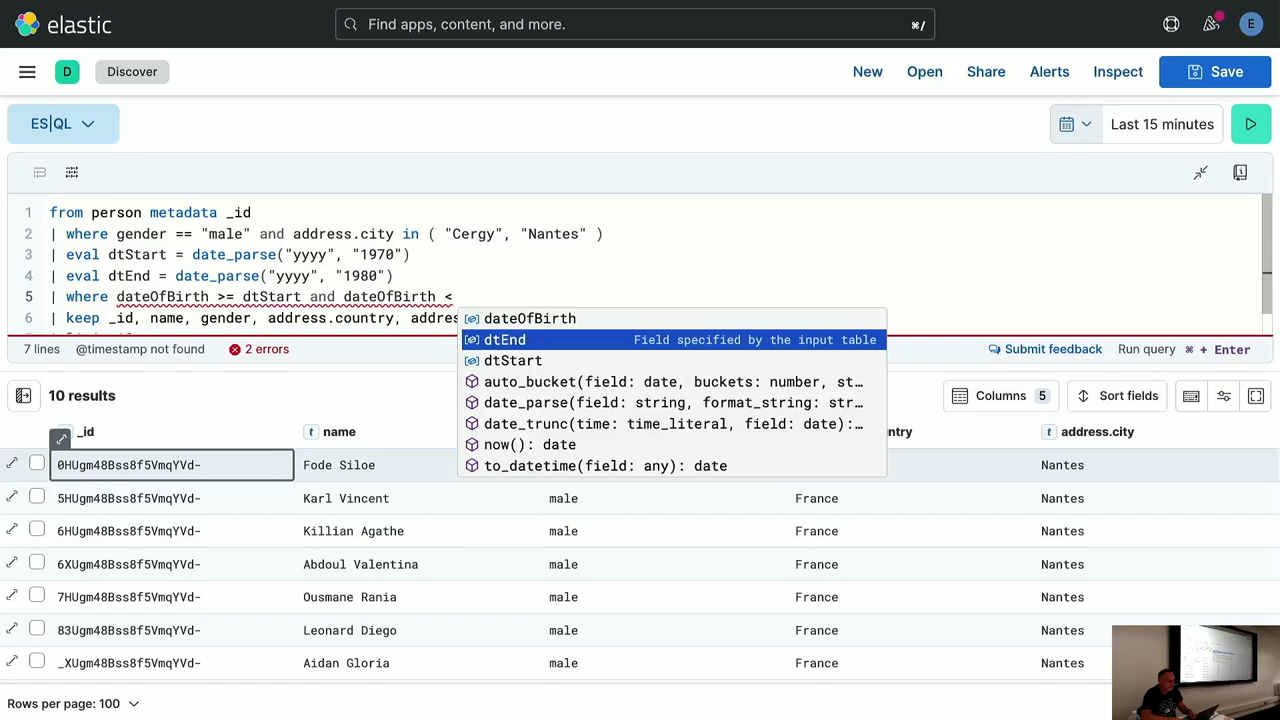 elastic
Find apps, content, and more.
⌘/
E
D
Discover
New
Open
Share
Alerts
Inspect
Save
ES|QL
Last 15 minutes
1 from person metadata _id
2 | where gender == "male" and address.city in ( "Cergy", "Nantes" )
3 | eval dtStart = date_parse("yyyy", "1970")
4 | eval dtEnd = date_parse("yyyy", "1980")
5 | where dateOfBirth >= dtStart and dateOfBirth <
6 | keep _id, name, gender, address.country, addres
dateOfBirth
dtEnd Field specified by the input table
dtStart
auto_bucket(field: date, buckets: number, st…
date_parse(field: string, format_string: str…
date_trunc(time: time_literal, field: date):…
now(): date
to_datetime(field: any): date
7 lines @timestamp not found 2 errors
Submit feedback Run query ⌘ + Enter
10 results
Columns 5
Sort fields
_id t name ntry t address.city
0HUgm48Bss8f5VmqYVd- Fode Siloe Nantes
5HUgm48Bss8f5VmqYVd- Karl Vincent male France Nantes
6HUgm48Bss8f5VmqYVd- Killian Agathe male France Nantes
6XUgm48Bss8f5VmqYVd- Abdoul Valentina male France Nantes
7HUgm48Bss8f5VmqYVd- Ousmane Rania male France Nantes
83Ugm48Bss8f5VmqYVd- Leonard Diego male France Nantes
_XUgm48Bss8f5VmqYVd- Aidan Gloria male France Nantes
Rows per page: 100